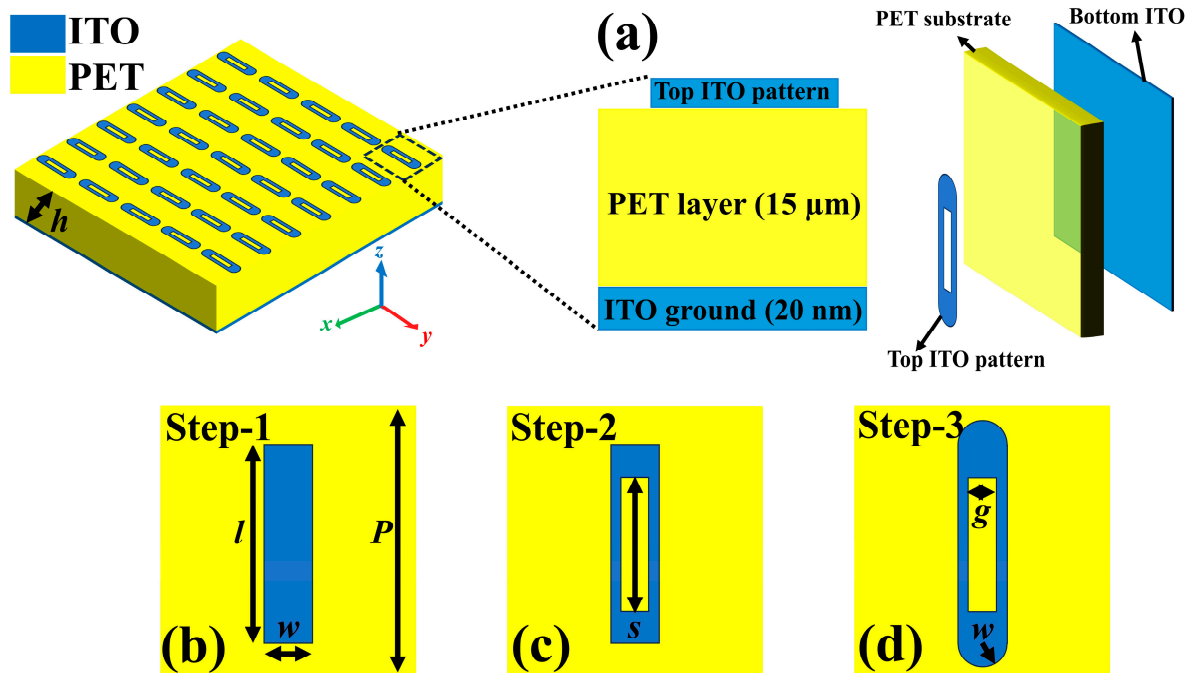 ITO
PET
(a)
h
z
x
y
Top ITO pattern
PET layer (15 μm)
ITO ground (20 nm)
PET substrate
Bottom ITO
Top ITO pattern
Step-1
l
P
w
(b)
Step-2
s
(c)
Step-3
g
w
(d)